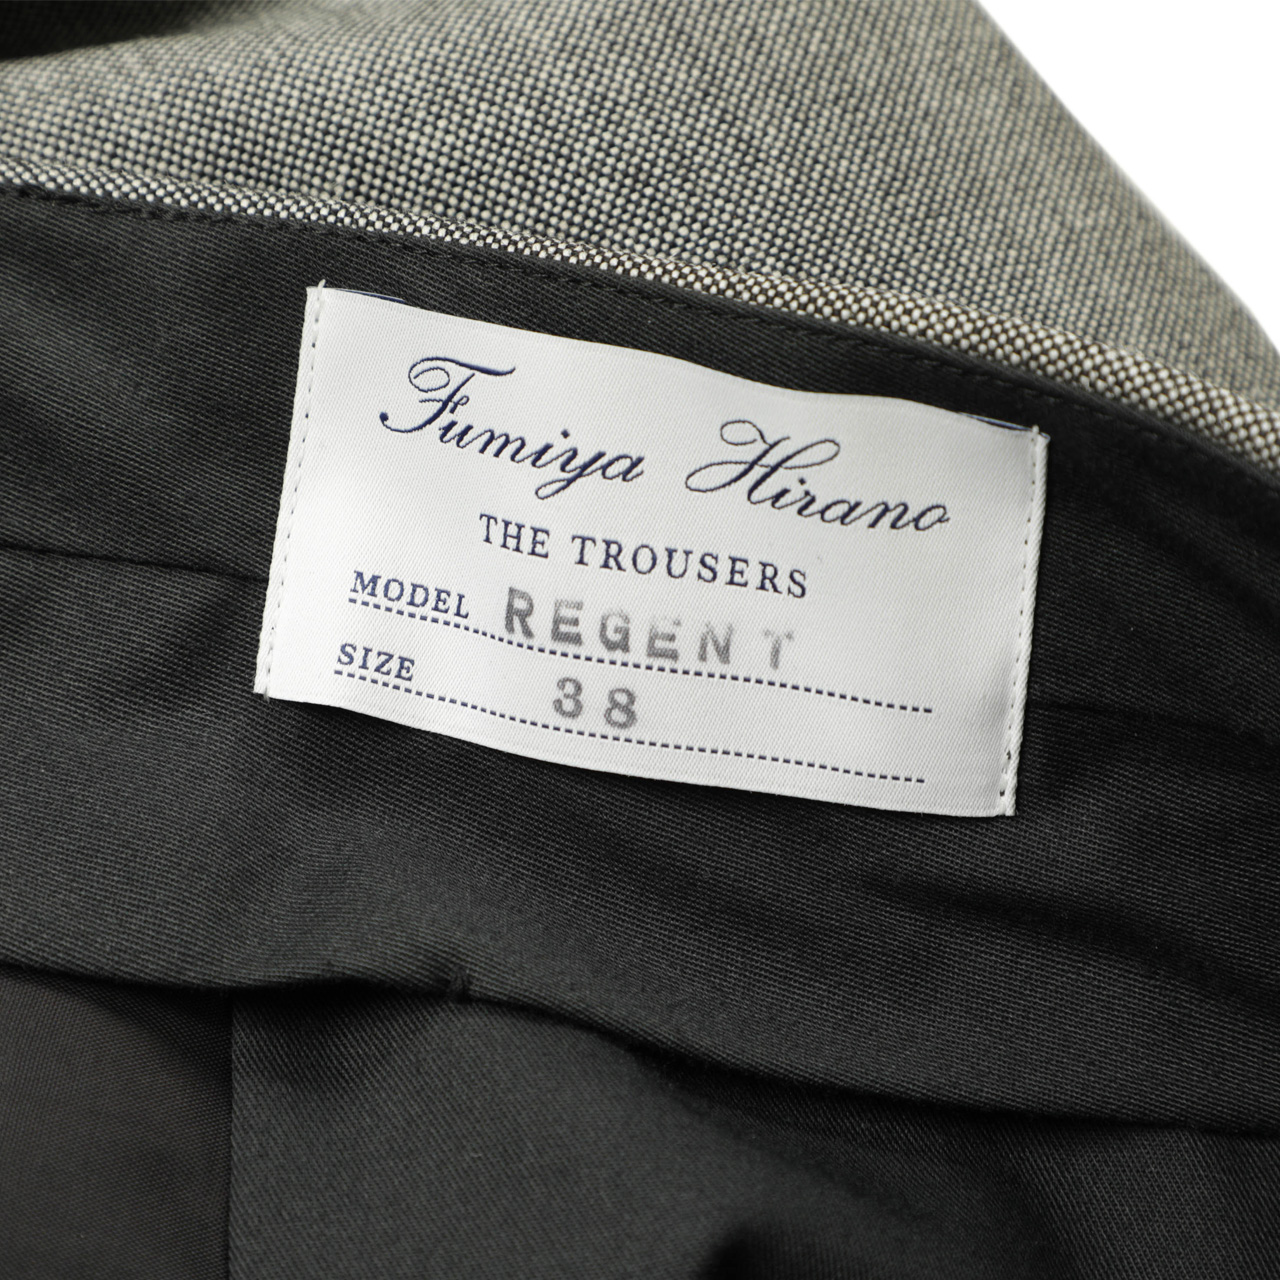 Fumiya Hirano
THE TROUSERS
MODEL REGENT
SIZE 38